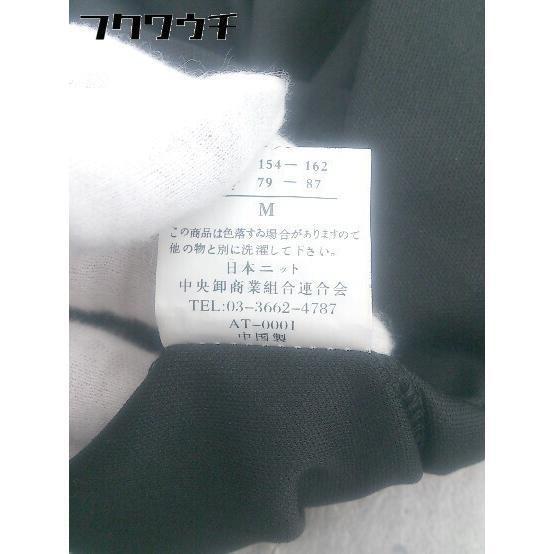 フクワウチ
154－162
79－87
M
この商品は色落する場合がありますので
他の物と別に洗濯して下さい。
日本ニット
中央卸商業組合連合会
TEL:03-3662-4787
AT-0001
中国製